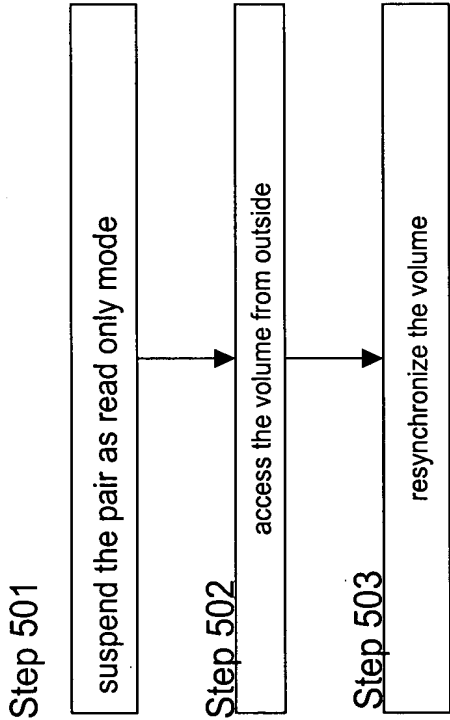 Step 501
suspend the pair as read only mode
Step 502
access the volume from outside
Step 503
resynchronize the volume